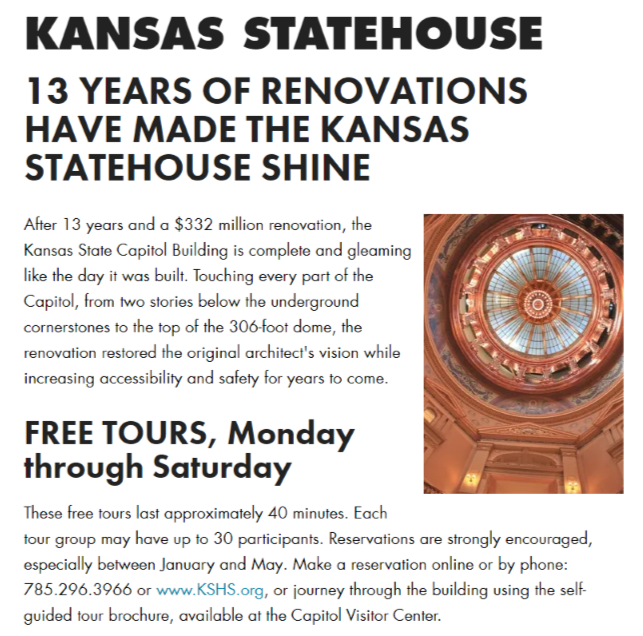 KANSAS STATEHOUSE
13 YEARS OF RENOVATIONS
HAVE MADE THE KANSAS
STATEHOUSE SHINE
After 13 years and a $332 million renovation, the
Kansas State Capitol Building is complete and gleaming
like the day it was built. Touching every part of the
Capitol, from two stories below the underground
cornerstones to the top of the 306-foot dome, the
renovation restored the original architect's vision while
increasing accessibility and safety for years to come.
FREE TOURS, Monday
through Saturday
These free tours last approximately 40 minutes. Each
tour group may have up to 30 participants. Reservations are strongly encouraged,
especially between January and May. Make a reservation online or by phone:
785.296.3966 or www.KSHS.org, or journey through the building using the self-
guided tour brochure, available at the Capitol Visitor Center.